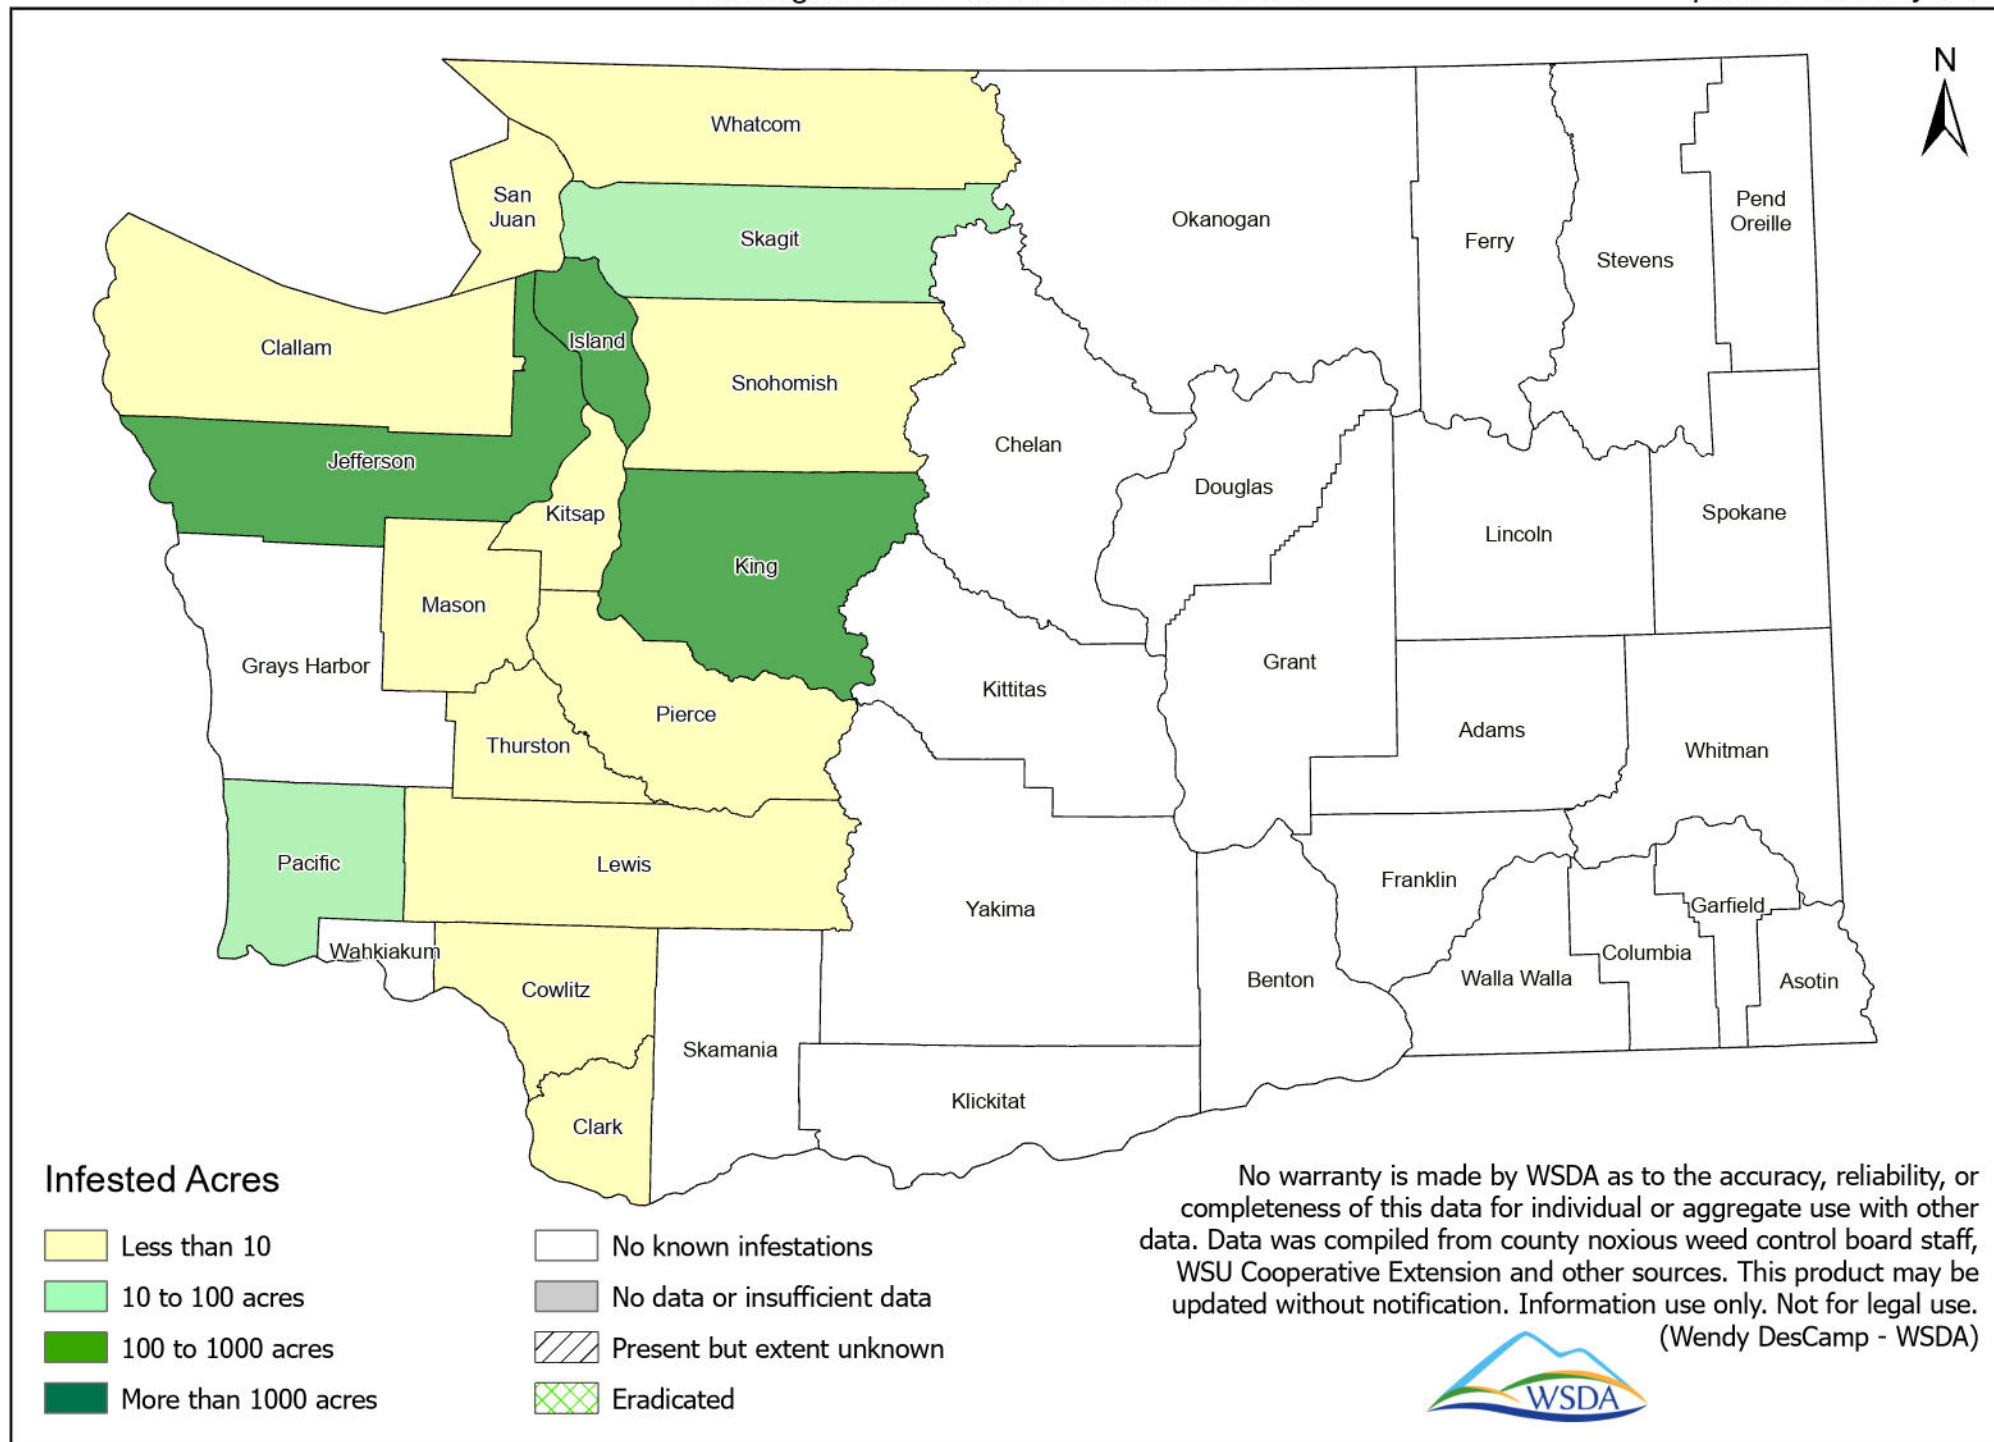 N
Whatcom
San
Juan
Skagit
Okanogan
Ferry
Stevens
Pend
Oreille
Clallam
Island
Snohomish
Chelan
Jefferson
Kitsap
Douglas
Lincoln
Spokane
King
Mason
Grays Harbor
Kittitas
Grant
Pierce
Thurston
Adams
Whitman
Pacific
Lewis
Yakima
Franklin
Garfield
Wahkiakum
Cowlitz
Benton
Walla Walla
Columbia
Asotin
Skamania
Klickitat
Clark
Infested Acres
Less than 10
10 to 100 acres
100 to 1000 acres
More than 1000 acres
No known infestations
No data or insufficient data
Present but extent unknown
Eradicated
No warranty is made by WSDA as to the accuracy, reliability, or
completeness of this data for individual or aggregate use with other
data. Data was compiled from county noxious weed control board staff,
WSU Cooperative Extension and other sources. This product may be
updated without notification. Information use only. Not for legal use.
(Wendy DesCamp - WSDA)
WSDA